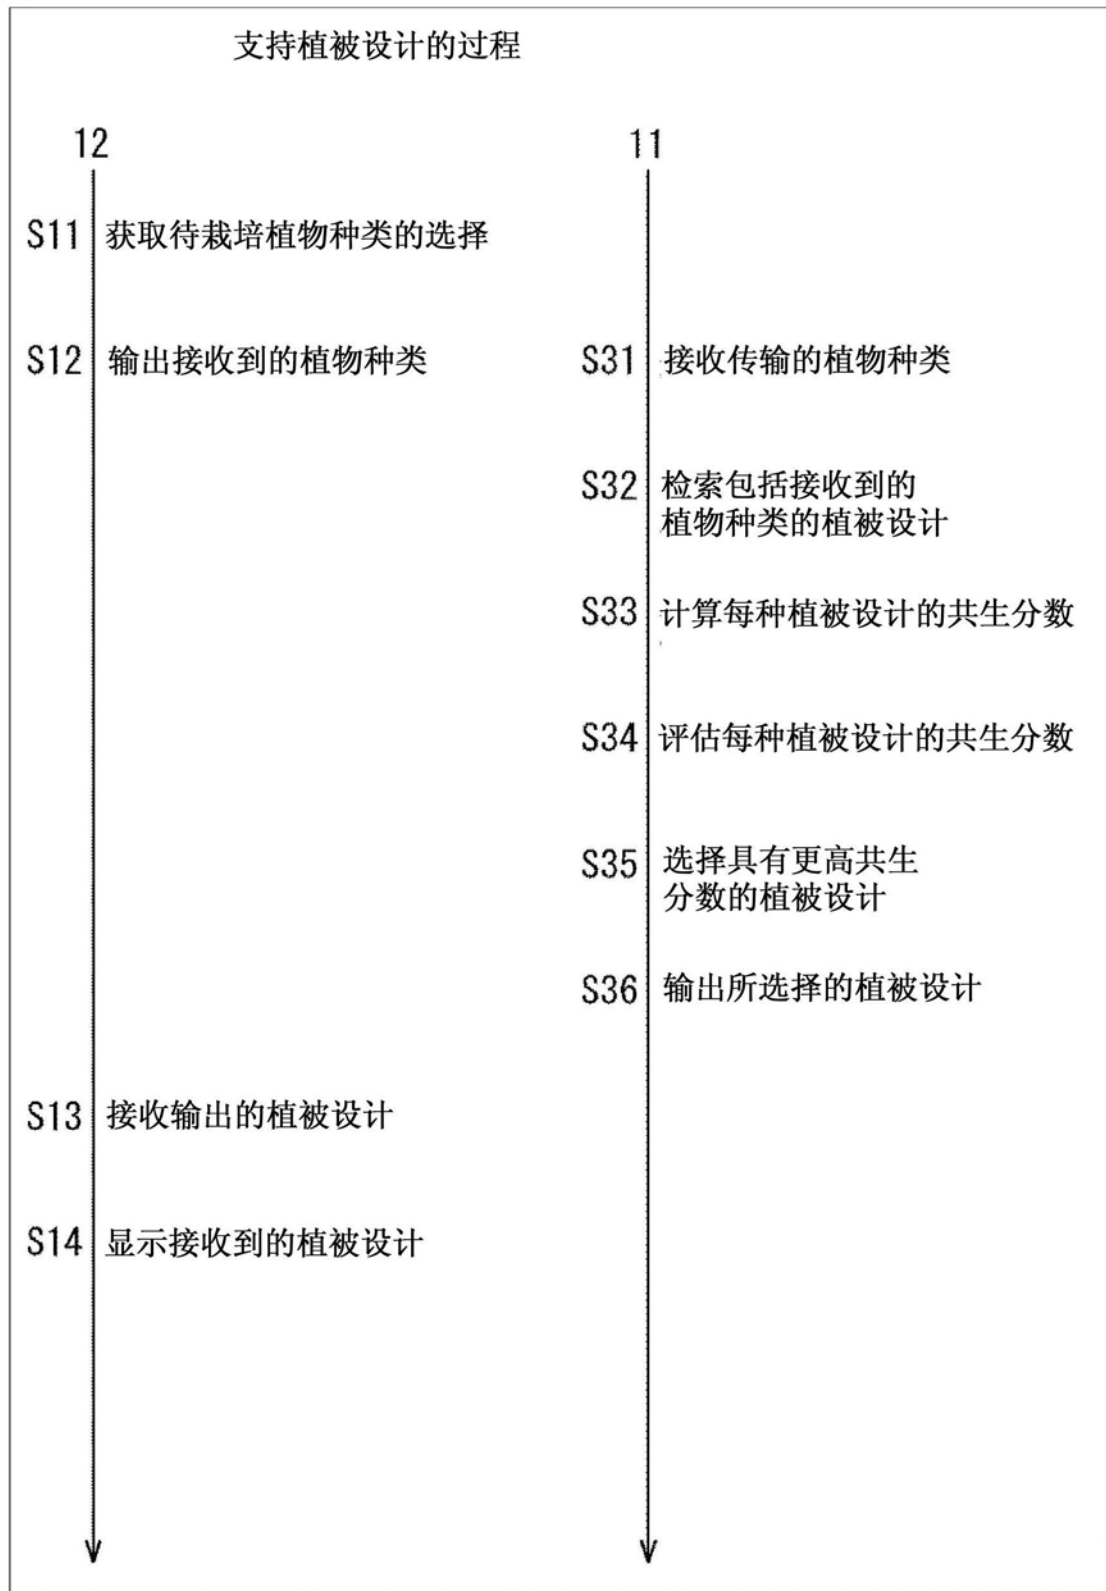 支持植被设计的过程
12
11
S11 获取待栽培植物种类的选择
S12 输出接收到的植物种类
S31 接收传输的植物种类
S32 检索包括接收到的
植物种类的植被设计
S33 计算每种植被设计的共生分数
S34 评估每种植被设计的共生分数
S35 选择具有更高共生
分数的植被设计
S36 输出所选择的植被设计
S13 接收输出的植被设计
S14 显示接收到的植被设计